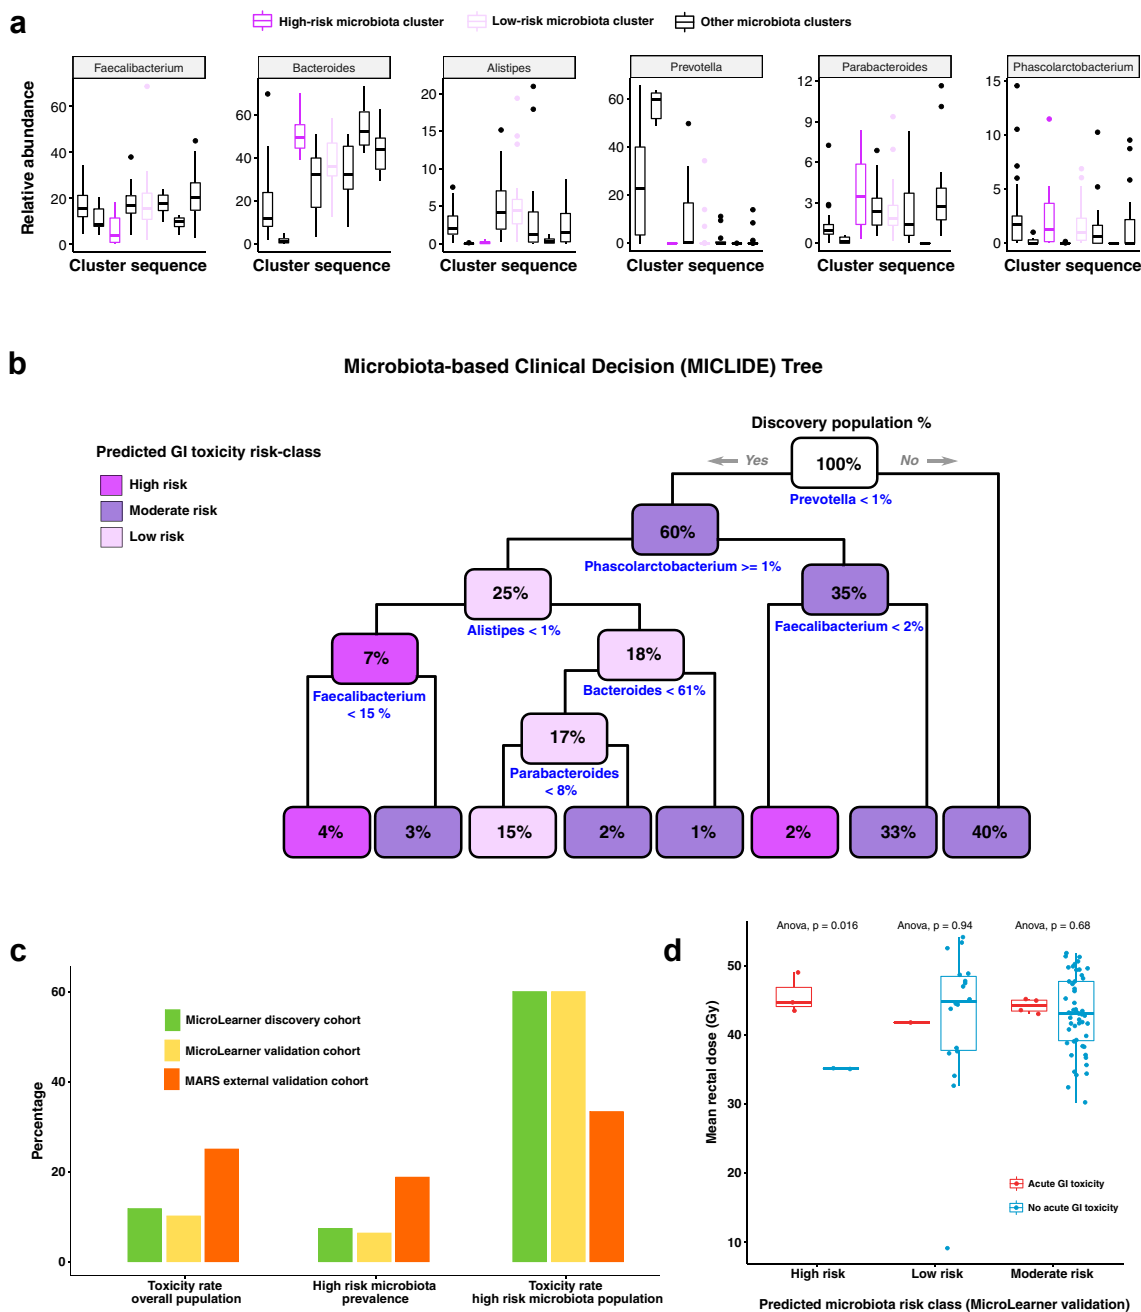 a
High-risk microbiota cluster
Low-risk microbiota cluster
Other microbiota clusters
Relative abundance
Faecalibacterium
60
40
20
0
Cluster sequence
Bacteroides
60
40
20
0
Cluster sequence
Alistipes
20
15
10
5
0
Cluster sequence
Prevotella
60
40
20
0
Cluster sequence
Parabacteroides
12
9
6
3
0
Cluster sequence
Phascolarctobacterium
15
10
5
0
Cluster sequence
b
Microbiota-based Clinical Decision (MICLIDE) Tree
Predicted GI toxicity risk-class
High risk
Moderate risk
Low risk
Discovery population %
Yes
100%
No
Prevotella < 1%
60%
Phascolarctobacterium >= 1%
25%
Alistipes < 1%
35%
Faecalibacterium < 2%
7%
Faecalibacterium
< 15 %
18%
Bacteroides < 61%
17%
Parabacteroides
< 8%
4%
3%
15%
2%
1%
2%
33%
40%
c
Percentage
60
40
20
0
MicroLearner discovery cohort
MicroLearner validation cohort
MARS external validation cohort
Toxicity rate
overall pupulation
High risk microbiota
prevalence
Toxicity rate
high risk microbiota population
d
Anova, p = 0.016
Anova, p = 0.94
Anova, p = 0.68
Mean rectal dose (Gy)
50
40
30
20
10
Acute GI toxicity
No acute GI toxicity
High risk
Low risk
Moderate risk
Predicted microbiota risk class (MicroLearner validation)